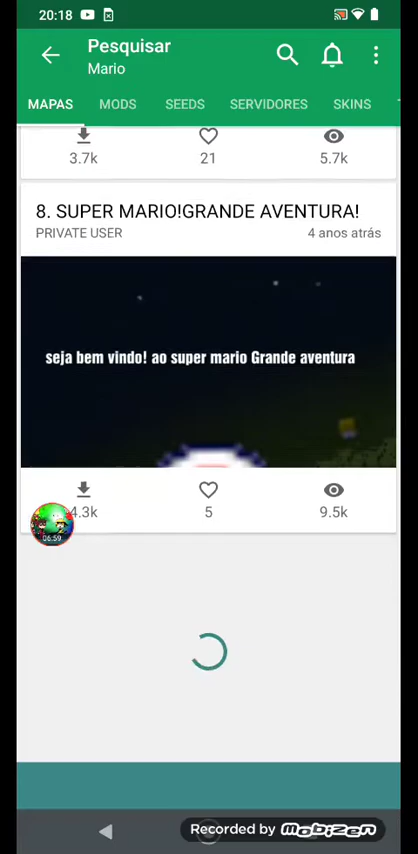 20:18
Pesquisar
Mario
MAPAS MODS SEEDS SERVIDORES SKINS
3.7k 21 5.7k
8. SUPER MARIO!GRANDE AVENTURA!
PRIVATE USER 4 anos atrás
seja bem vindo! ao super mario Grande aventura
4.3k 5 9.5k
06:59
Recorded by MOBIZEN